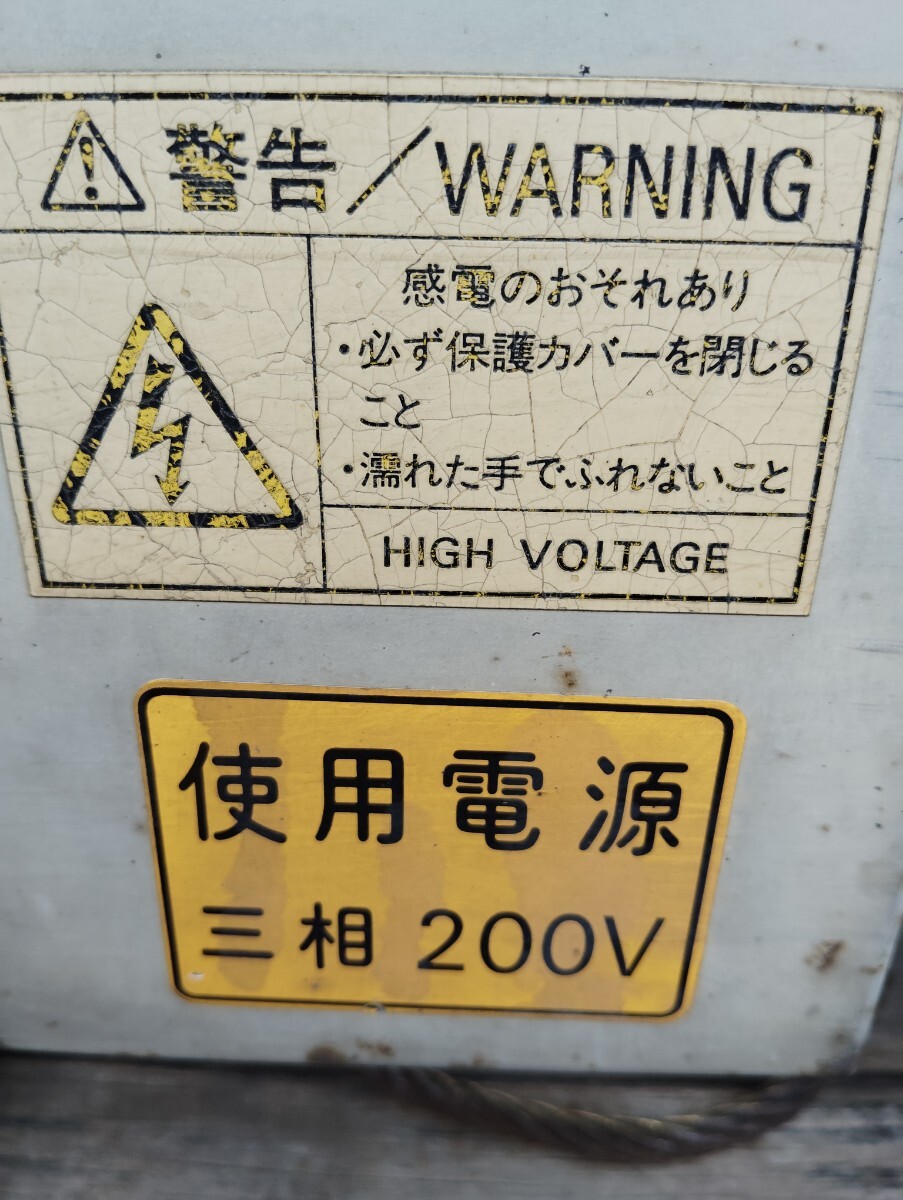 警告／WARNING
感電のおそれあり
・必ず保護カバーを閉じる
こと
・濡れた手でふれないこと
HIGH VOLTAGE
使用電源
三相 200V